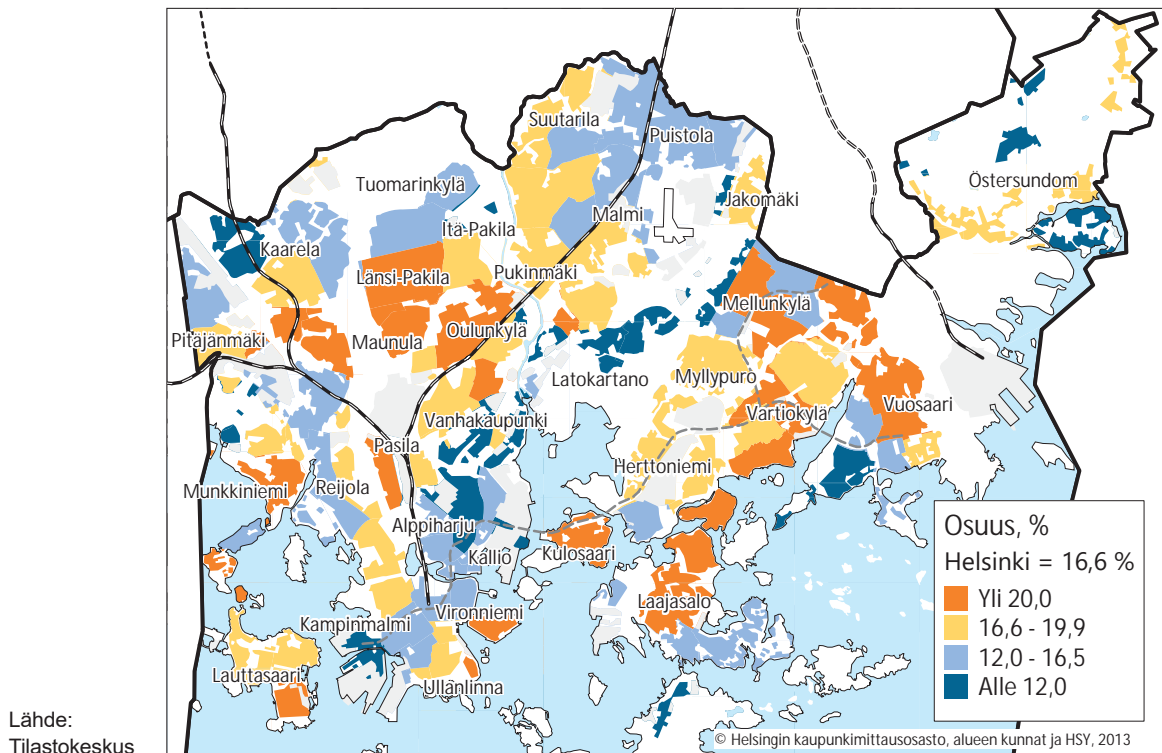 Suutarila
Puistola
Tuomarinkylä
Östersundom
Jakomäki
Malmi
Itä-Pakila
Kaarela
Länsi-Pakila
Pukinmäki
Mellunkylä
Oulunkylä
Pitäjänmäki
Maunula
Latokartano
Myllypuro
Vuosaari
Vartiokylä
Vanhakaupunki
Pasila
Herttoniemi
Munkkiniemi
Reijola
Alppiharju
Kallio
Kulosaari
Laajasalo
Vironniemi
Kampinmalmi
Lauttasaari
Ullanlinna
Osuus, %
Helsinki = 16,6 %
Yli 20,0
16,6 - 19,9
12,0 - 16,5
Alle 12,0
Lähde:
Tilastokeskus
© Helsingin kaupunkimittausosasto, alueen kunnat ja HSY, 2013